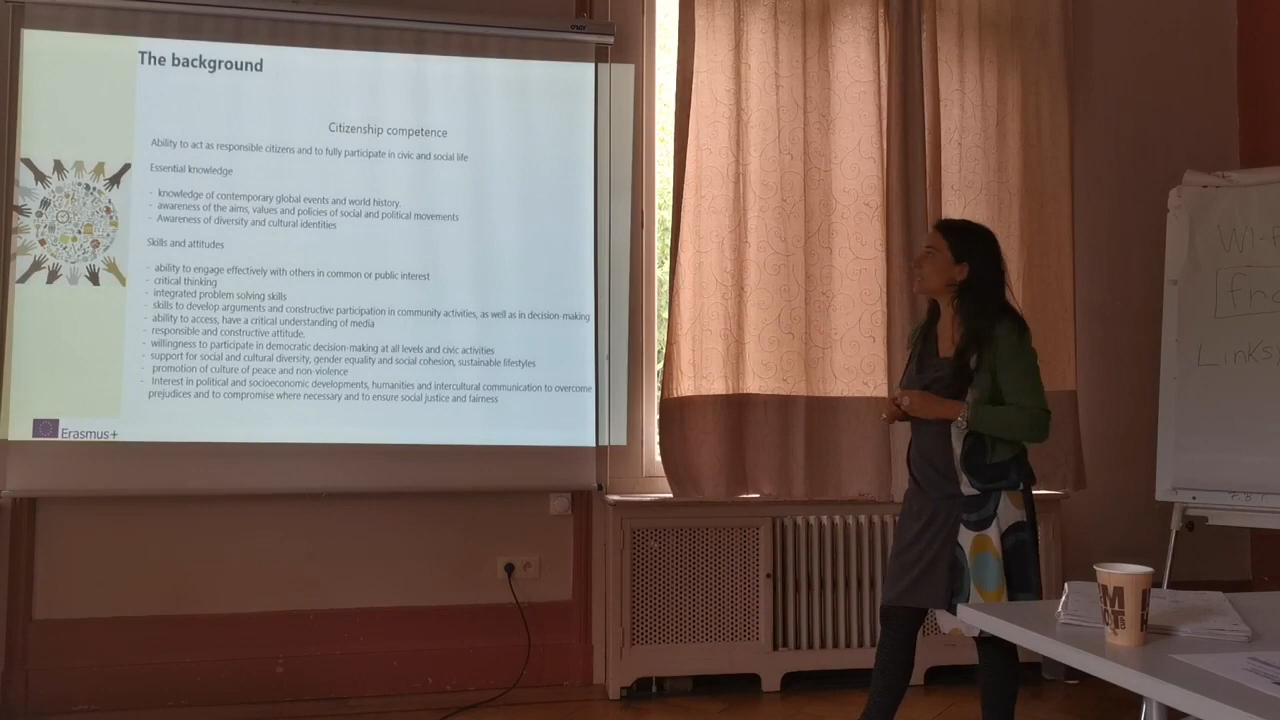 The background
Citizenship competence
Ability to act as responsible citizens and to fully participate in civic and social life
Essential knowledge
- knowledge of contemporary global events and world history.
- awareness of the aims, values and policies of social and political movements
- Awareness of diversity and cultural identities
Skills and attitudes
- ability to engage effectively with others in common or public interest
- critical thinking
- integrated problem solving skills
- skills to develop arguments and constructive participation in community activities, as well as in decision-making
- ability to access, have a critical understanding of media
- responsible and constructive attitude.
- willingness to participate in democratic decision-making at all levels and civic activities
- support for social and cultural diversity, gender equality and social cohesion, sustainable lifestyles
- promotion of culture of peace and non-violence
- Interest in political and socioeconomic developments, humanities and intercultural communication to overcome
prejudices and to compromise where necessary and to ensure social justice and fairness
Erasmus+
Wi-f
fre
Links